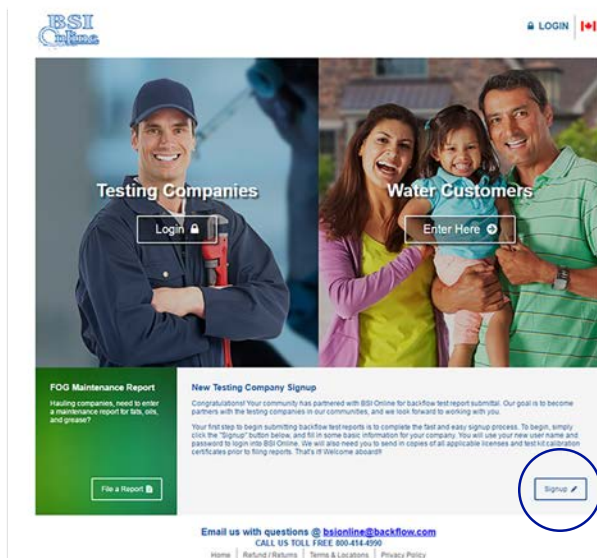 BSI
Online
LOGIN
Testing Companies
Login
Water Customers
Enter Here
FOG Maintenance Report
Hauling companies, need to enter
a maintenance report for fats, oils,
and grease?
File a Report
New Testing Company Signup
Congratulations! Your community has partnered with BSI Online for backflow test report submittal. Our goal is to become
partners with the testing companies in our communities, and we look forward to working with you.
Your first step to begin submitting backflow test reports is to complete the fast and easy signup process. To begin, simply
click the "Signup" button below, and fill in some basic information for your company. You will use your new user name and
password to login into BSI Online. We will also need you to send in copies of all applicable licenses and test kit calibration
certificates prior to filing reports. That's it! Welcome aboard!!
Signup
Email us with questions @ bsionline@backflow.com
CALL US TOLL FREE 800-414-4990
Home | Refund / Returns | Terms & Locations | Privacy Policy